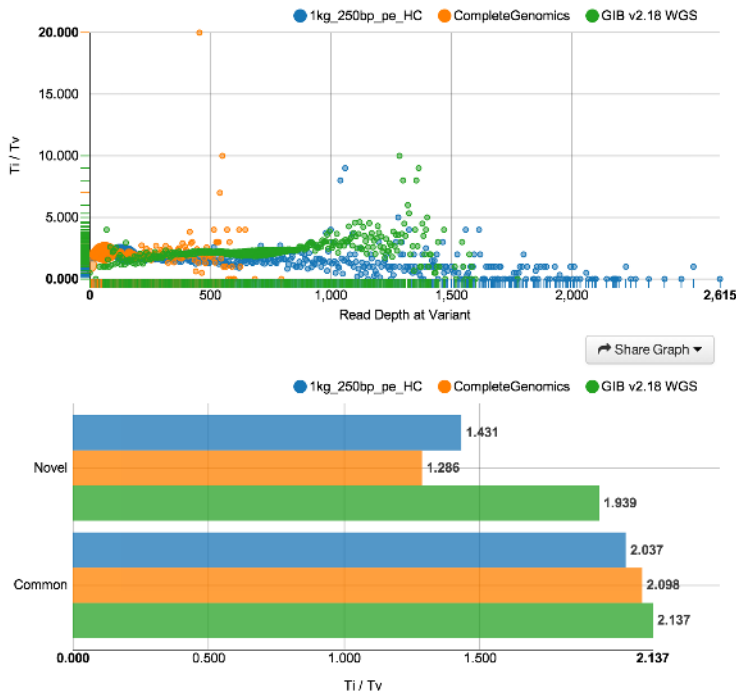 1kg_250bp_pe_HC CompleteGenomics GIB v2.18 WGS
20.000
15.000
10.000
5.000
0.000
Ti / Tv
0 500 1,000 1,500 2,000 2,615
Read Depth at Variant
Share Graph
1kg_250bp_pe_HC CompleteGenomics GIB v2.18 WGS
1.431
Novel 1.286
1.939
2.037
Common 2.098
2.137
0.000 0.500 1.000 1.500 2.137
Ti / Tv